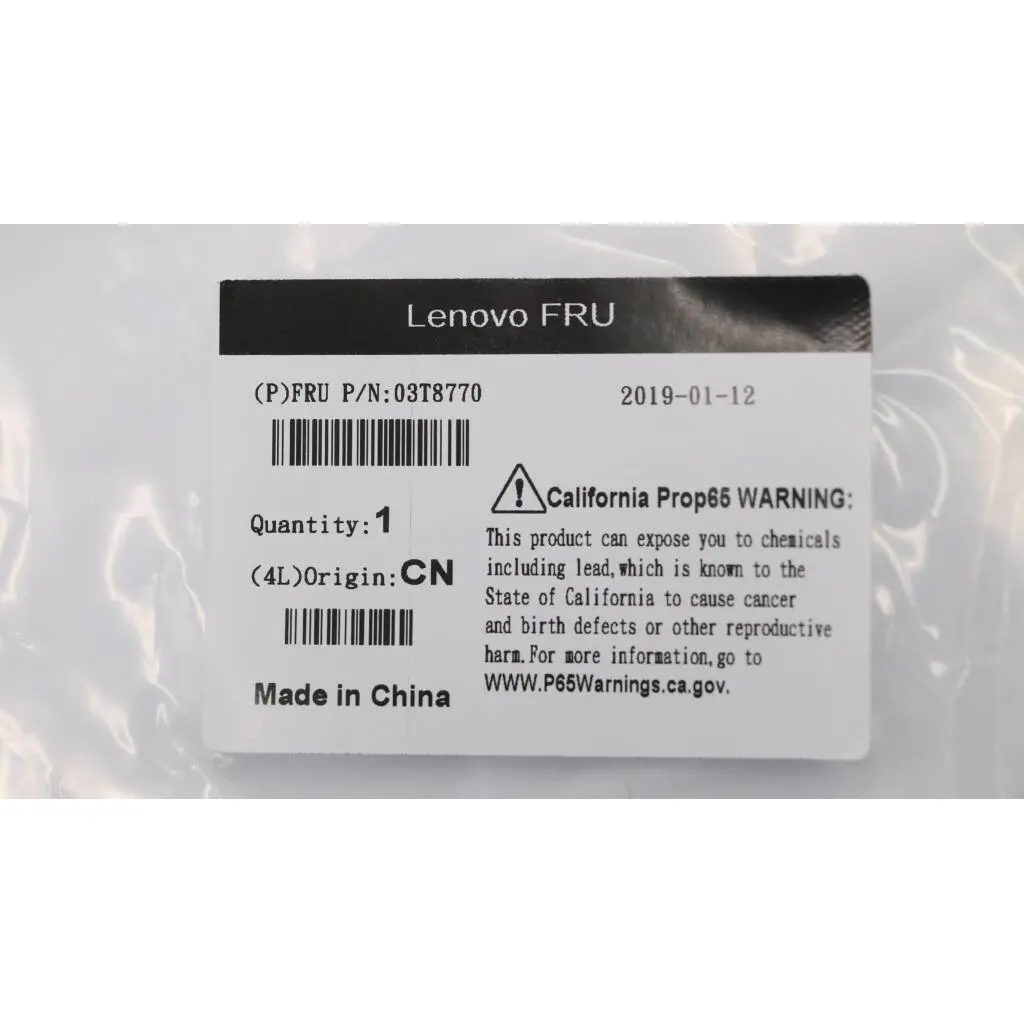 Lenovo FRU
(P)FRU P/N:03T8770
2019-01-12
Quantity:1
(4L)Origin:CN
Made in China
California Prop65 WARNING:
This product can expose you to chemicals
including lead,which is known to the
State of California to cause cancer
and birth defects or other reproductive
harm.For more information,go to
WWW.P65Warnings.ca.gov.